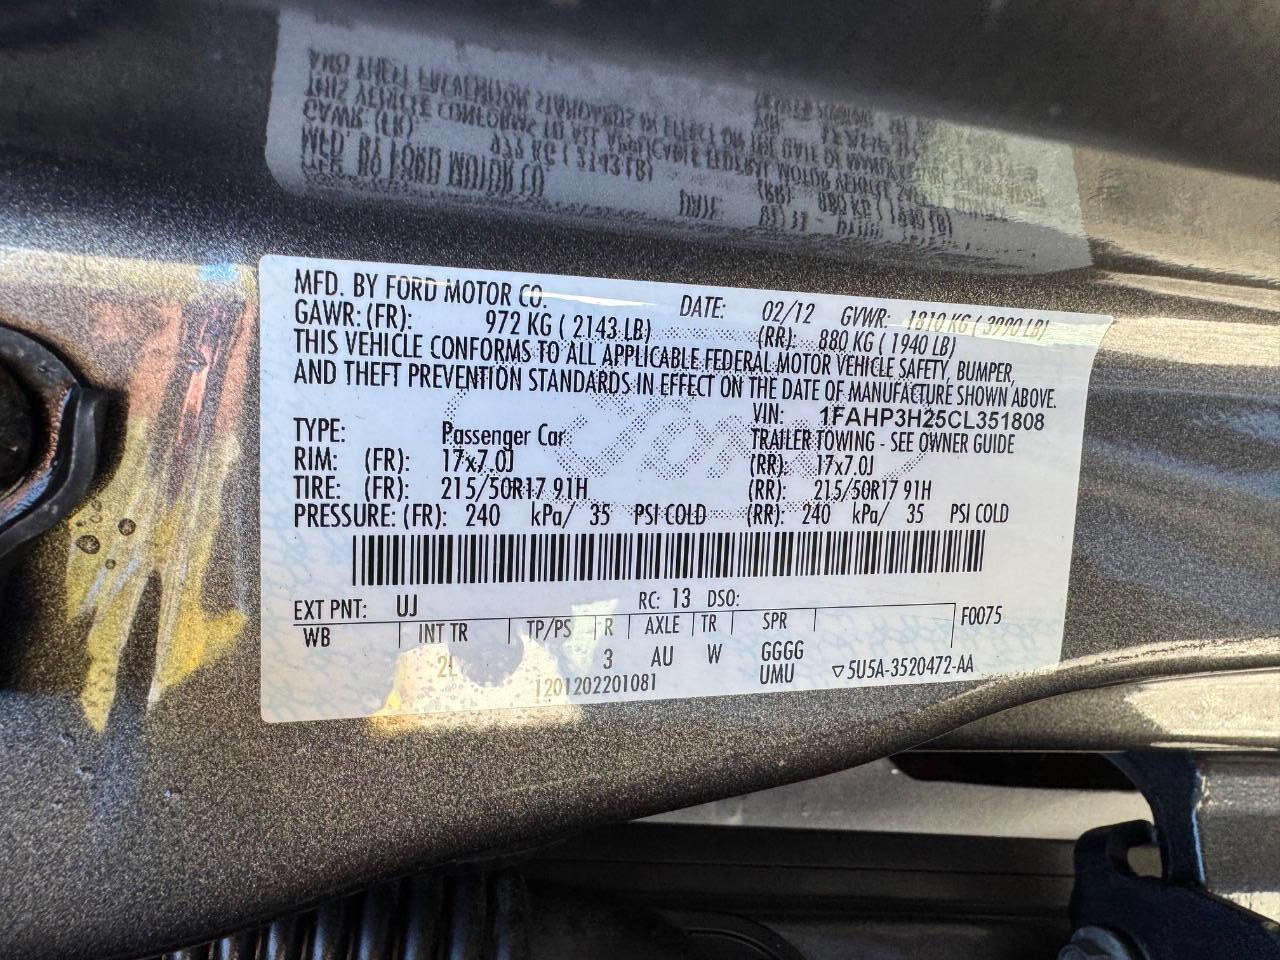 MFD. BY FORD MOTOR CO. DATE: 02/12 GVWR: 1810 KG ( 3990 LB)
GAWR: (FR): 972 KG ( 2143 LB) (RR): 880 KG ( 1940 LB)
THIS VEHICLE CONFORMS TO ALL APPLICABLE FEDERAL MOTOR VEHICLE SAFETY, BUMPER,
AND THEFT PREVENTION STANDARDS IN EFFECT ON THE DATE OF MANUFACTURE SHOWN ABOVE.
VIN: 1FAHP3H25CL351808
TYPE: Passenger Car TRAILER TOWING - SEE OWNER GUIDE
RIM: (FR): 17x7.0J (RR): 17x7.0J
TIRE: (FR): 215/50R17 91H (RR): 215/50R17 91H
PRESSURE: (FR): 240 kPa/ 35 PSI COLD (RR): 240 kPa/ 35 PSI COLD
EXT PNT: UJ RC: 13 DSO:
WB INT TR TP/PS R AXLE TR SPR F0075
3 AU W GGGG
1201202201081 UMU ▽5U5A-3520472-AA